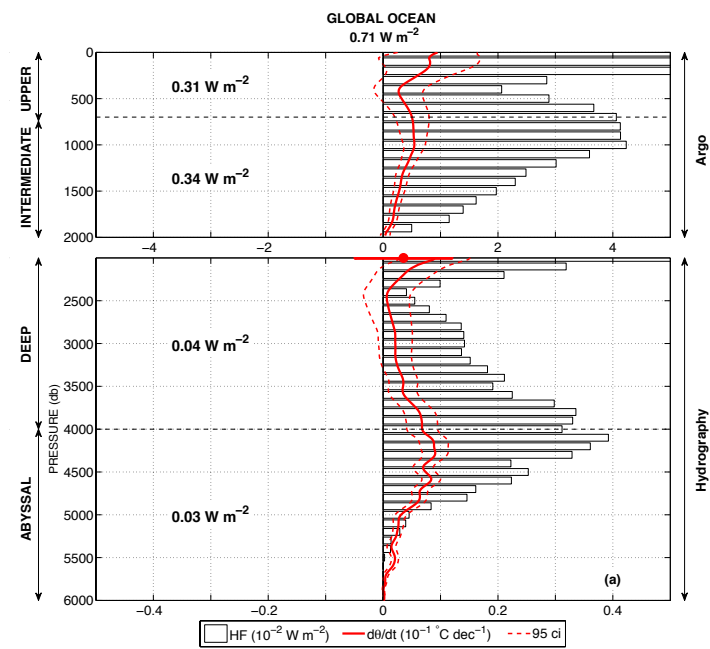 GLOBAL OCEAN
0.71 W m⁻²
0
500
1000
1500
2000
UPPER
INTERMEDIATE
0.31 W m⁻²
0.34 W m⁻²
Argo
−4
−2
0
2
4
2500
3000
3500
4000
4500
5000
5500
6000
DEEP
ABYSSAL
PRESSURE (db)
0.04 W m⁻²
0.03 W m⁻²
Hydrography
(a)
−0.4
−0.2
0
0.2
0.4
HF (10⁻² W m⁻²) dθ/dt (10⁻¹ °C dec⁻¹) 95 ci